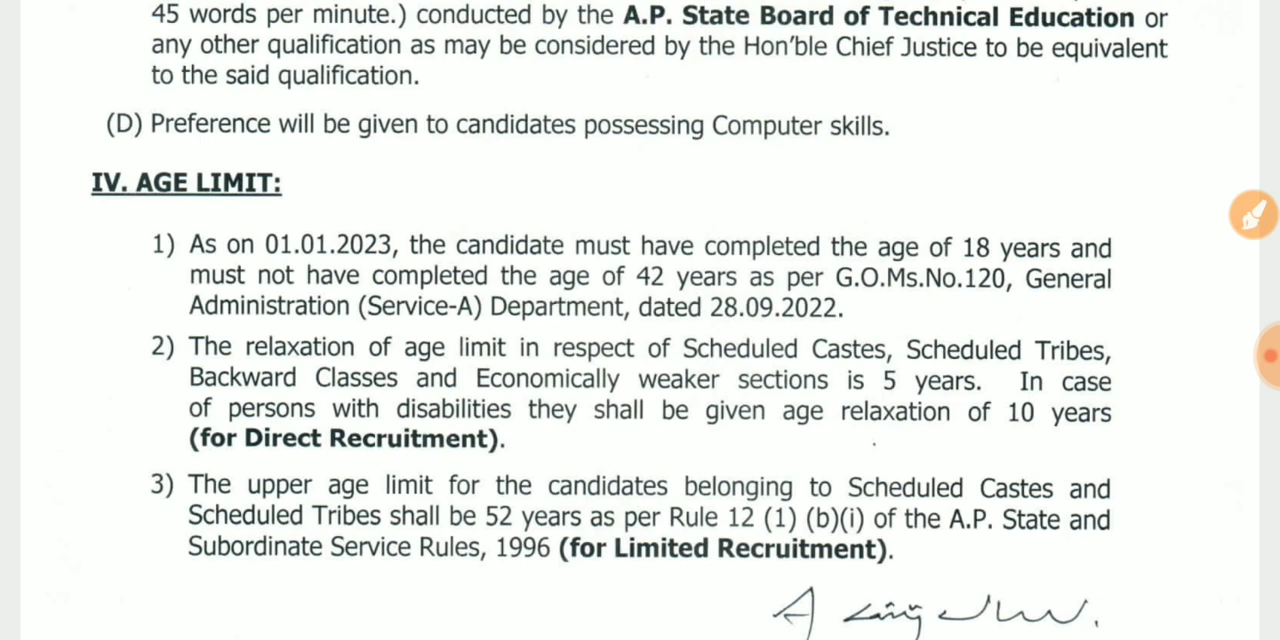 45 words per minute.) conducted by the A.P. State Board of Technical Education or
any other qualification as may be considered by the Hon'ble Chief Justice to be equivalent
to the said qualification.
(D) Preference will be given to candidates possessing Computer skills.
IV. AGE LIMIT:
1) As on 01.01.2023, the candidate must have completed the age of 18 years and
must not have completed the age of 42 years as per G.O.Ms.No.120, General
Administration (Service-A) Department, dated 28.09.2022.
2) The relaxation of age limit in respect of Scheduled Castes, Scheduled Tribes,
Backward Classes and Economically weaker sections is 5 years. In case
of persons with disabilities they shall be given age relaxation of 10 years
(for Direct Recruitment).
3) The upper age limit for the candidates belonging to Scheduled Castes and
Scheduled Tribes shall be 52 years as per Rule 12 (1) (b)(i) of the A.P. State and
Subordinate Service Rules, 1996 (for Limited Recruitment).